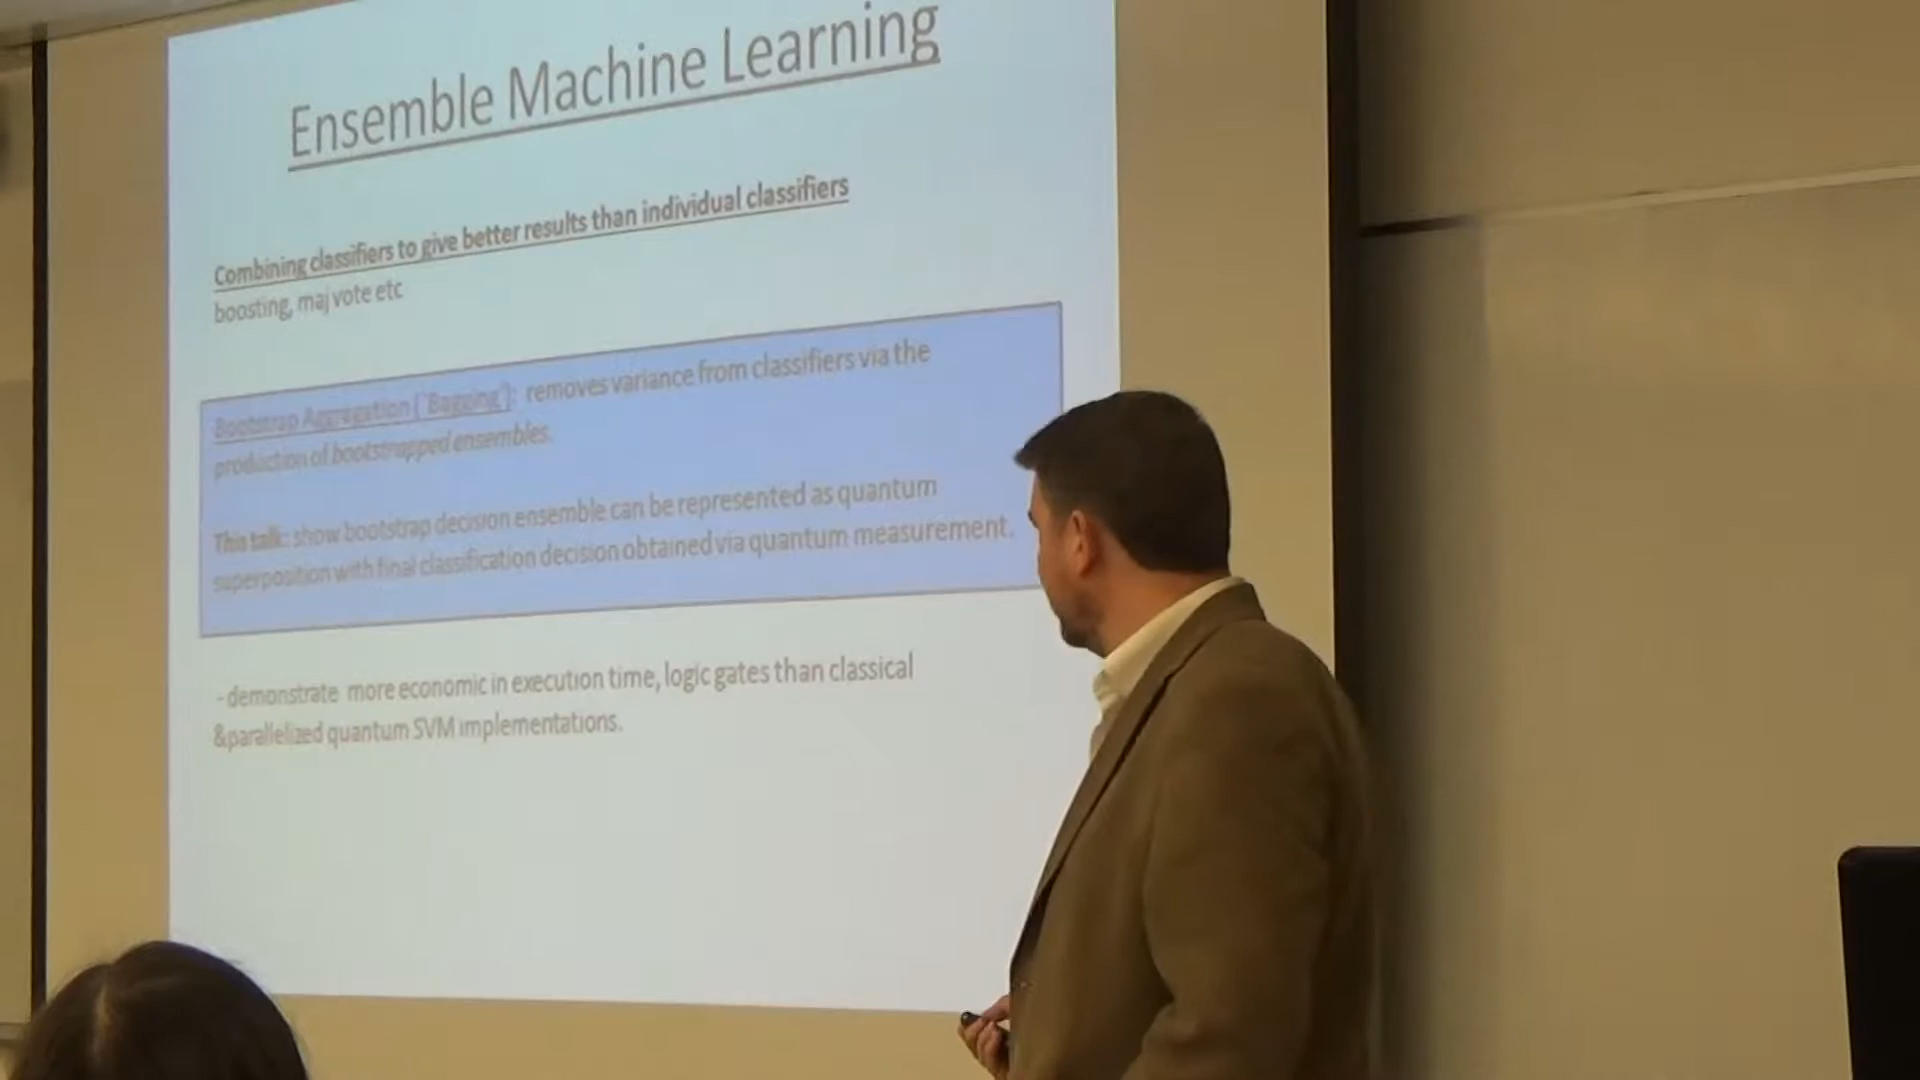 Ensemble Machine Learning
Combining classifiers to give better results than individual classifiers
boosting, maj vote etc
Bootstrap Aggregation (`Bagging'): removes variance from classifiers via the
production of bootstrapped ensembles.
This talk: show bootstrap decision ensemble can be represented as quantum
superposition with final classification decision obtained via quantum measurement.
- demonstrate more economic in execution time, logic gates than classical
&parallelized quantum SVM implementations.